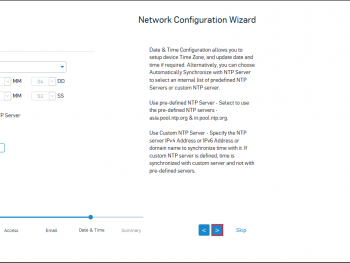 Network Configuration Wizard
Date & Time Configuration allows you to
setup device Time Zone, and update date and
time if required. Alternatively, you can choose
Automatically Synchronize with NTP Server
to select an internal list of predefined NTP
Servers or custom NTP server.
MM 04 DD
MM 53 SS
Use pre-defined NTP Server - Select to use
the pre-defined NTP servers -
asia.pool.ntp.org & in.pool.ntp.org.
Server
Use Custom NTP Server - Specify the NTP
server IPv4 Address or IPv6 Address or
domain name to synchronize time with it. If
custom NTP server is defined, time is
synchronized with custom server and not with
pre-defined servers.
Access Email Date & Time Summary
< > Skip